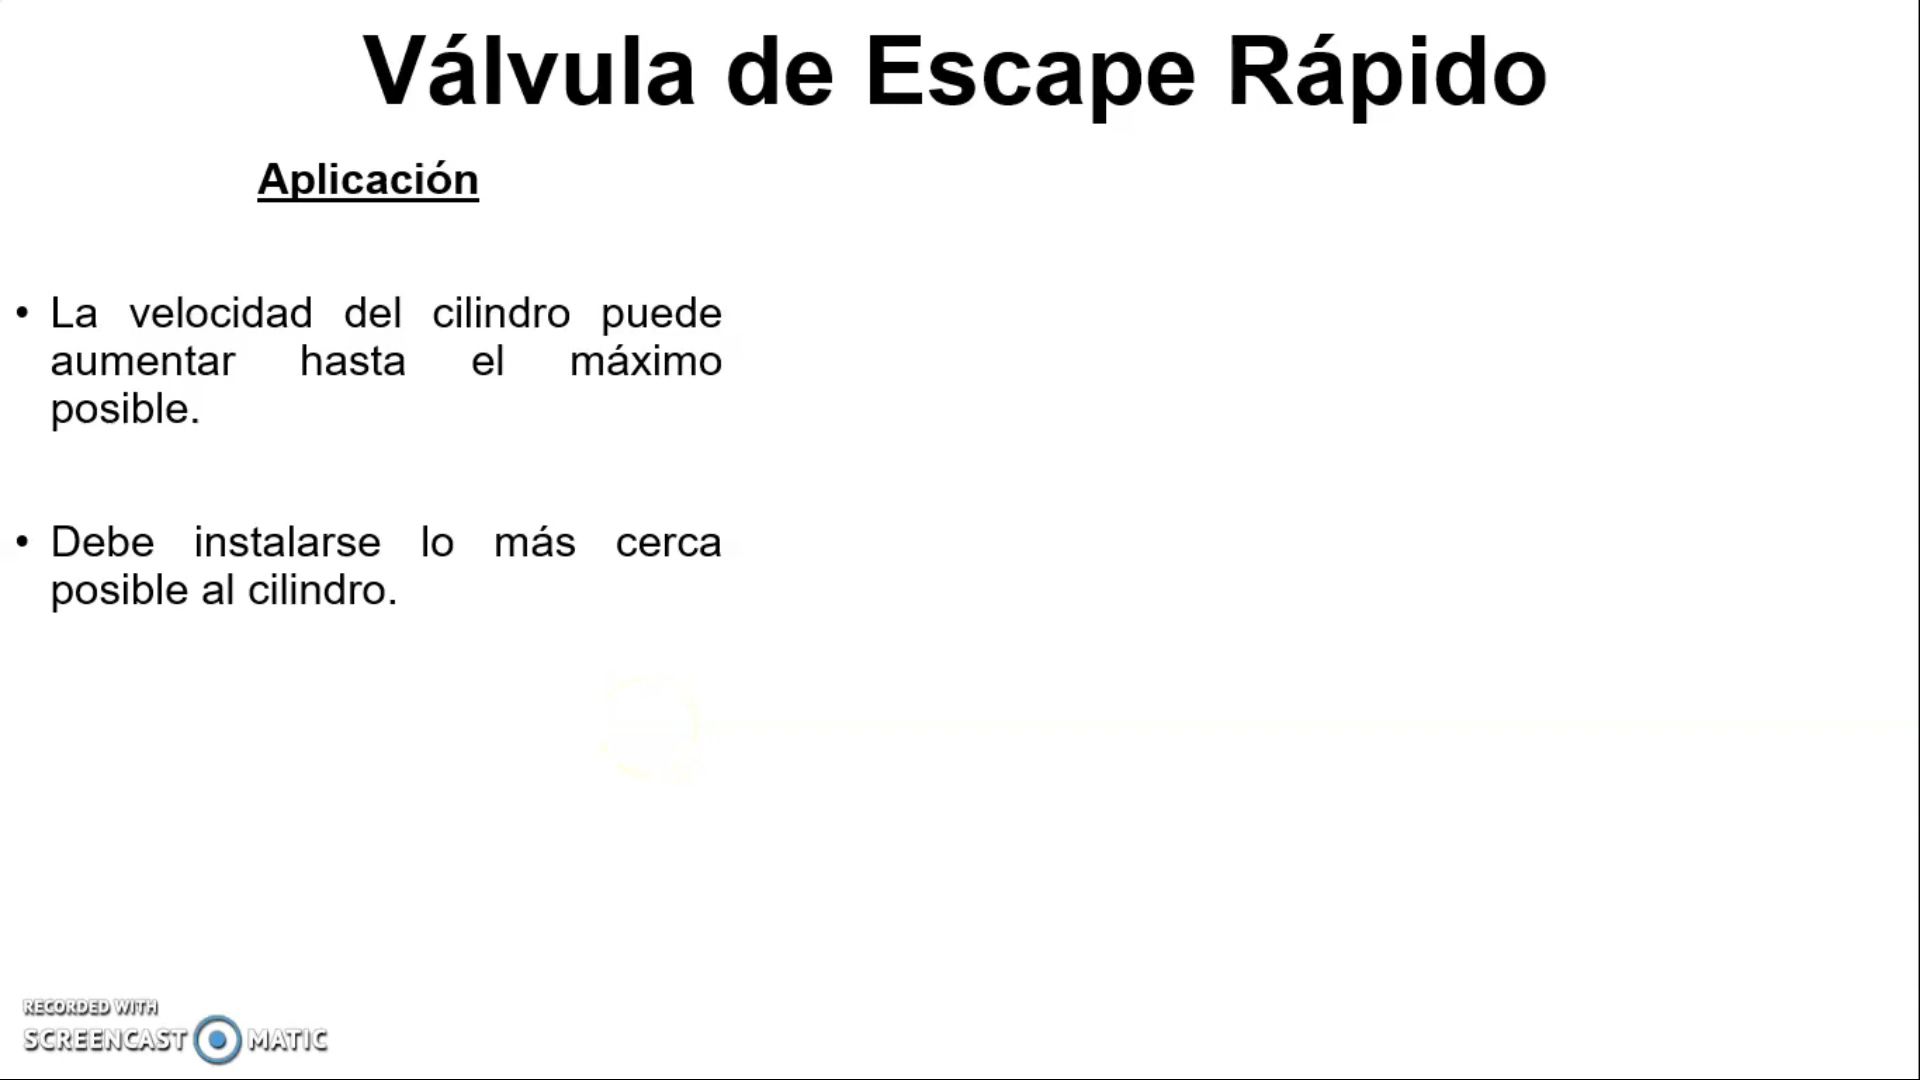 Válvula de Escape Rápido
Aplicación
• La velocidad del cilindro puede
aumentar hasta el máximo
posible.
• Debe instalarse lo más cerca
posible al cilindro.
RECORDED WITH
SCREENCAST MATIC